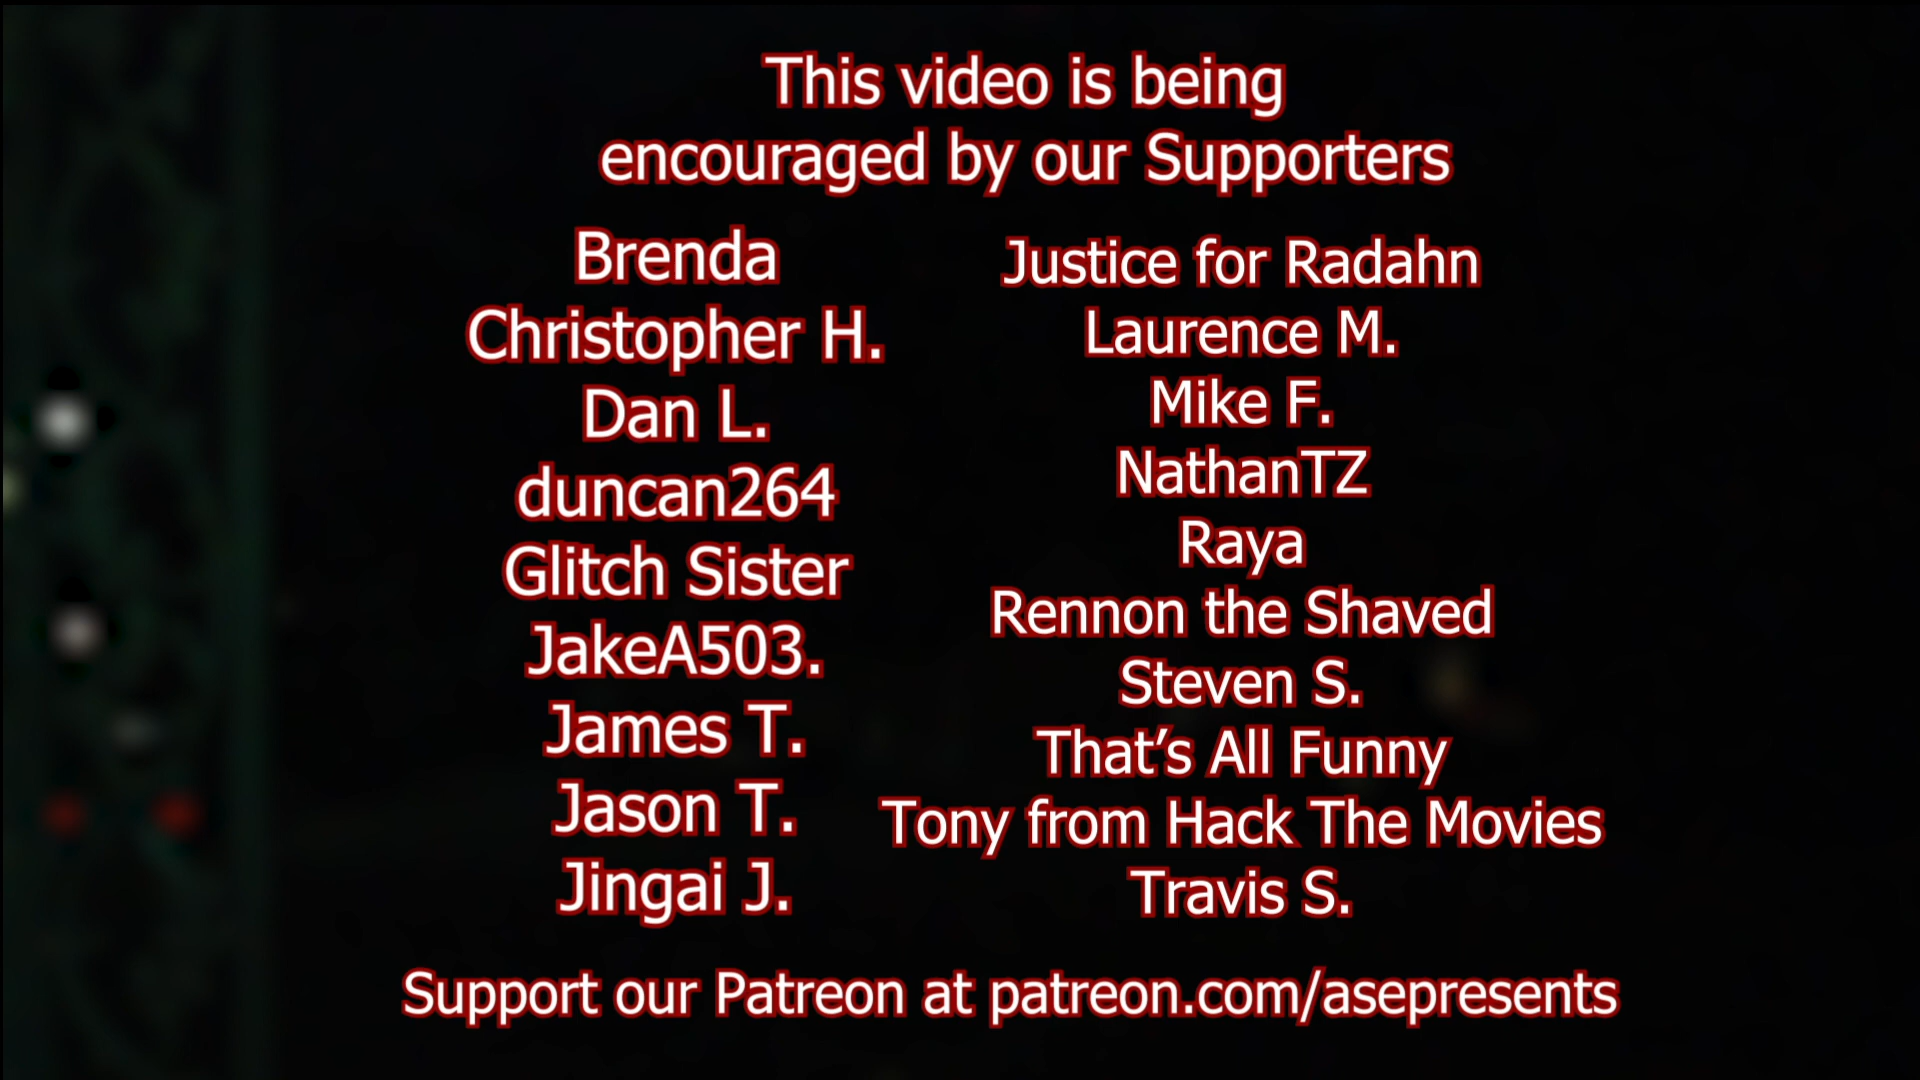 This video is being
encouraged by our Supporters
Brenda
Christopher H.
Dan L.
duncan264
Glitch Sister
JakeA503.
James T.
Jason T.
Jingai J.
Justice for Radahn
Laurence M.
Mike F.
NathanTZ
Raya
Rennon the Shaved
Steven S.
That’s All Funny
Tony from Hack The Movies
Travis S.
Support our Patreon at patreon.com/asepresents